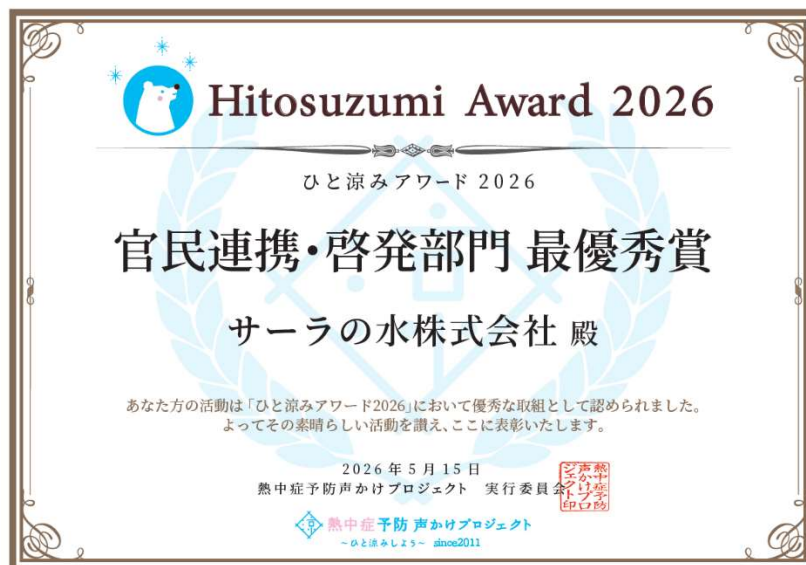 Hitosuzumi Award 2026
ひと涼みアワード 2026
官民連携・啓発部門 最優秀賞
サーラの水株式会社 殿
あなた方の活動は「ひと涼みアワード2026」において優秀な取組として認められました。
よってその素晴らしい活動を讃え、ここに表彰いたします。
2026年5月15日
熱中症予防声かけプロジェクト 実行委員会
熱中症予防
声かけプロ
ジェクト印
涼 熱中症予防 声かけプロジェクト
～ひと涼みしよう～ since2011